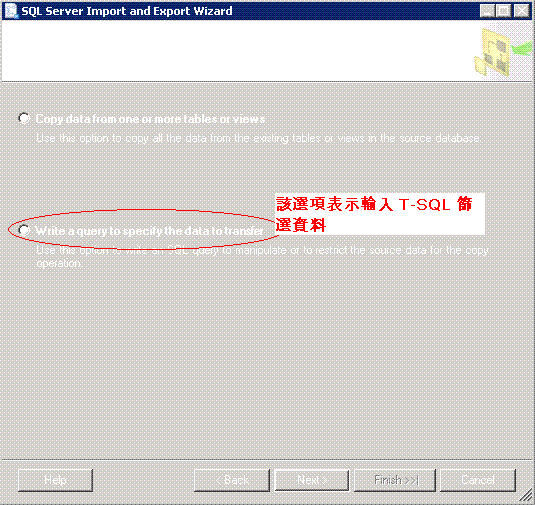 SQL Server Import and Export Wizard
Copy data from one or more tables or views
Use this option to copy all the data from the existing tables or views in the source database.
該選項表示輸入 T-SQL 篩
選資料
Write a query to specify the data to transfer
Use this option to write an SQL query to manipulate or to restrict the source data for the copy
operation.
Help
< Back
Next >
Finish >>|
Cancel